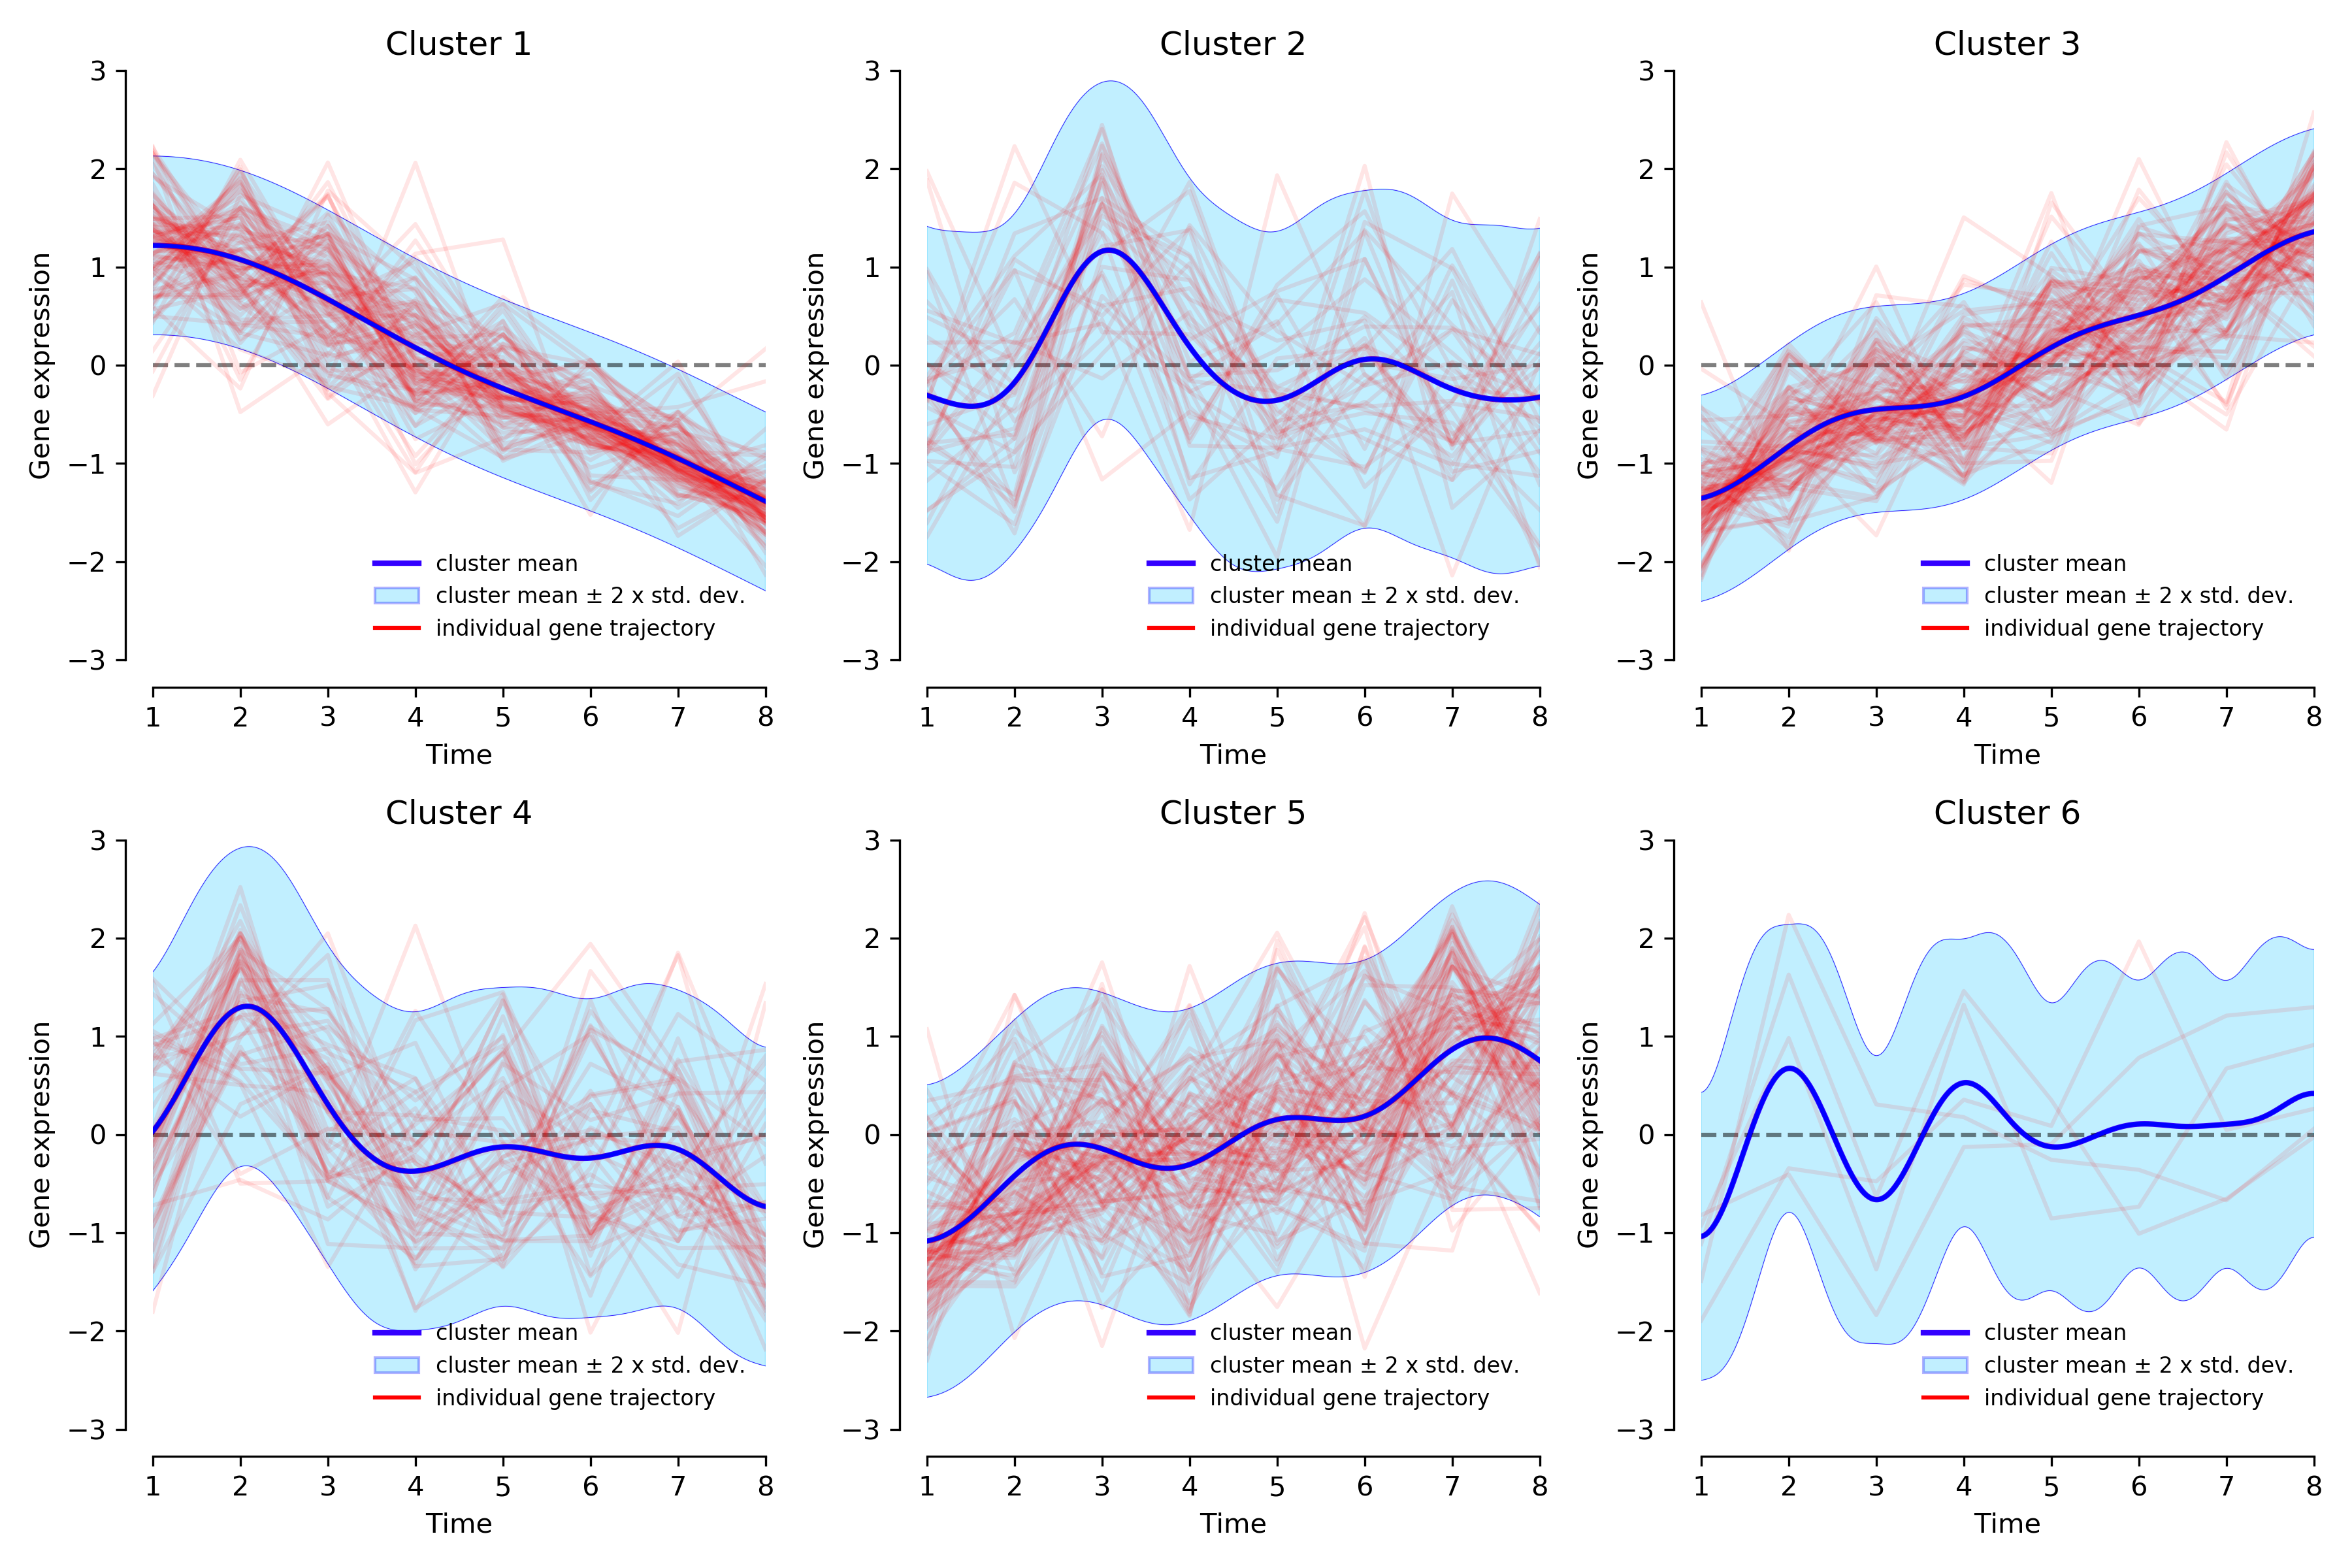 Cluster 1
3
2
1
0
−1
−2
−3
Gene expression
cluster mean
cluster mean ± 2 x std. dev.
individual gene trajectory
1 2 3 4 5 6 7 8
Time
Cluster 2
3
2
1
0
−1
−2
−3
Gene expression
cluster mean
cluster mean ± 2 x std. dev.
individual gene trajectory
1 2 3 4 5 6 7 8
Time
Cluster 3
3
2
1
0
−1
−2
−3
Gene expression
cluster mean
cluster mean ± 2 x std. dev.
individual gene trajectory
1 2 3 4 5 6 7 8
Time
Cluster 4
3
2
1
0
−1
−2
−3
Gene expression
cluster mean
cluster mean ± 2 x std. dev.
individual gene trajectory
1 2 3 4 5 6 7 8
Time
Cluster 5
3
2
1
0
−1
−2
−3
Gene expression
cluster mean
cluster mean ± 2 x std. dev.
individual gene trajectory
1 2 3 4 5 6 7 8
Time
Cluster 6
3
2
1
0
−1
−2
−3
Gene expression
cluster mean
cluster mean ± 2 x std. dev.
individual gene trajectory
1 2 3 4 5 6 7 8
Time